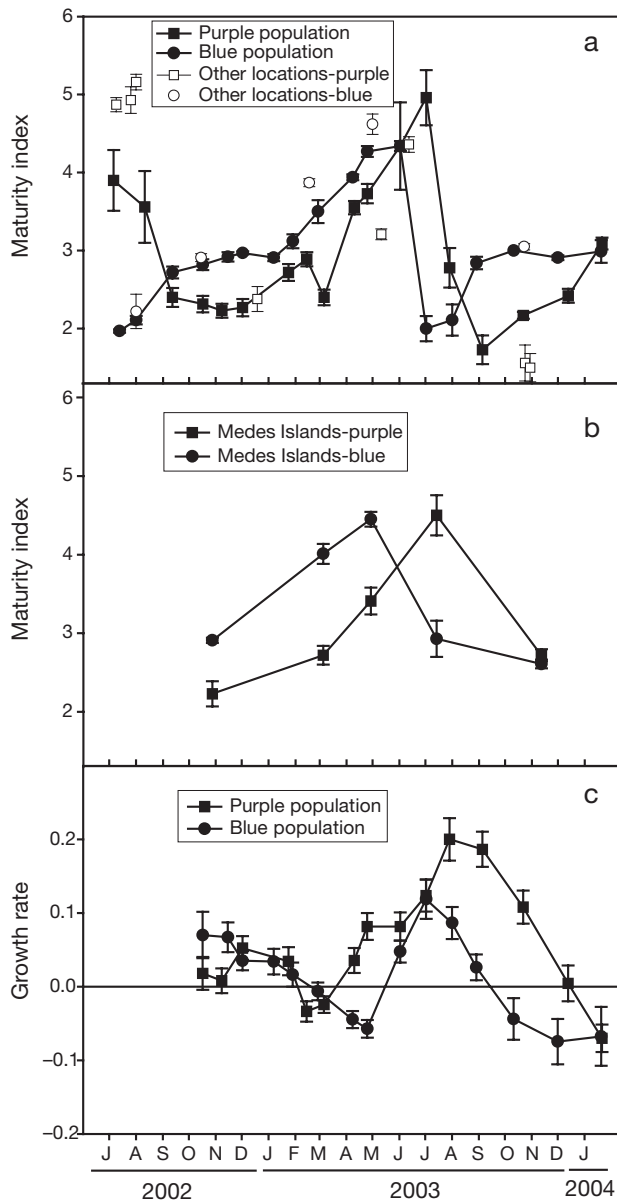 6
a
Purple population
Blue population
Other locations-purple
Other locations-blue
5
4
3
2
Maturity index
6
b
Medes Islands-purple
Medes Islands-blue
5
4
3
2
Maturity index
c
Purple population
Blue population
0.2
0.1
0.0
–0.1
–0.2
Growth rate
J A S O N D J F M A M J J A S O N D J
2002 2003 2004